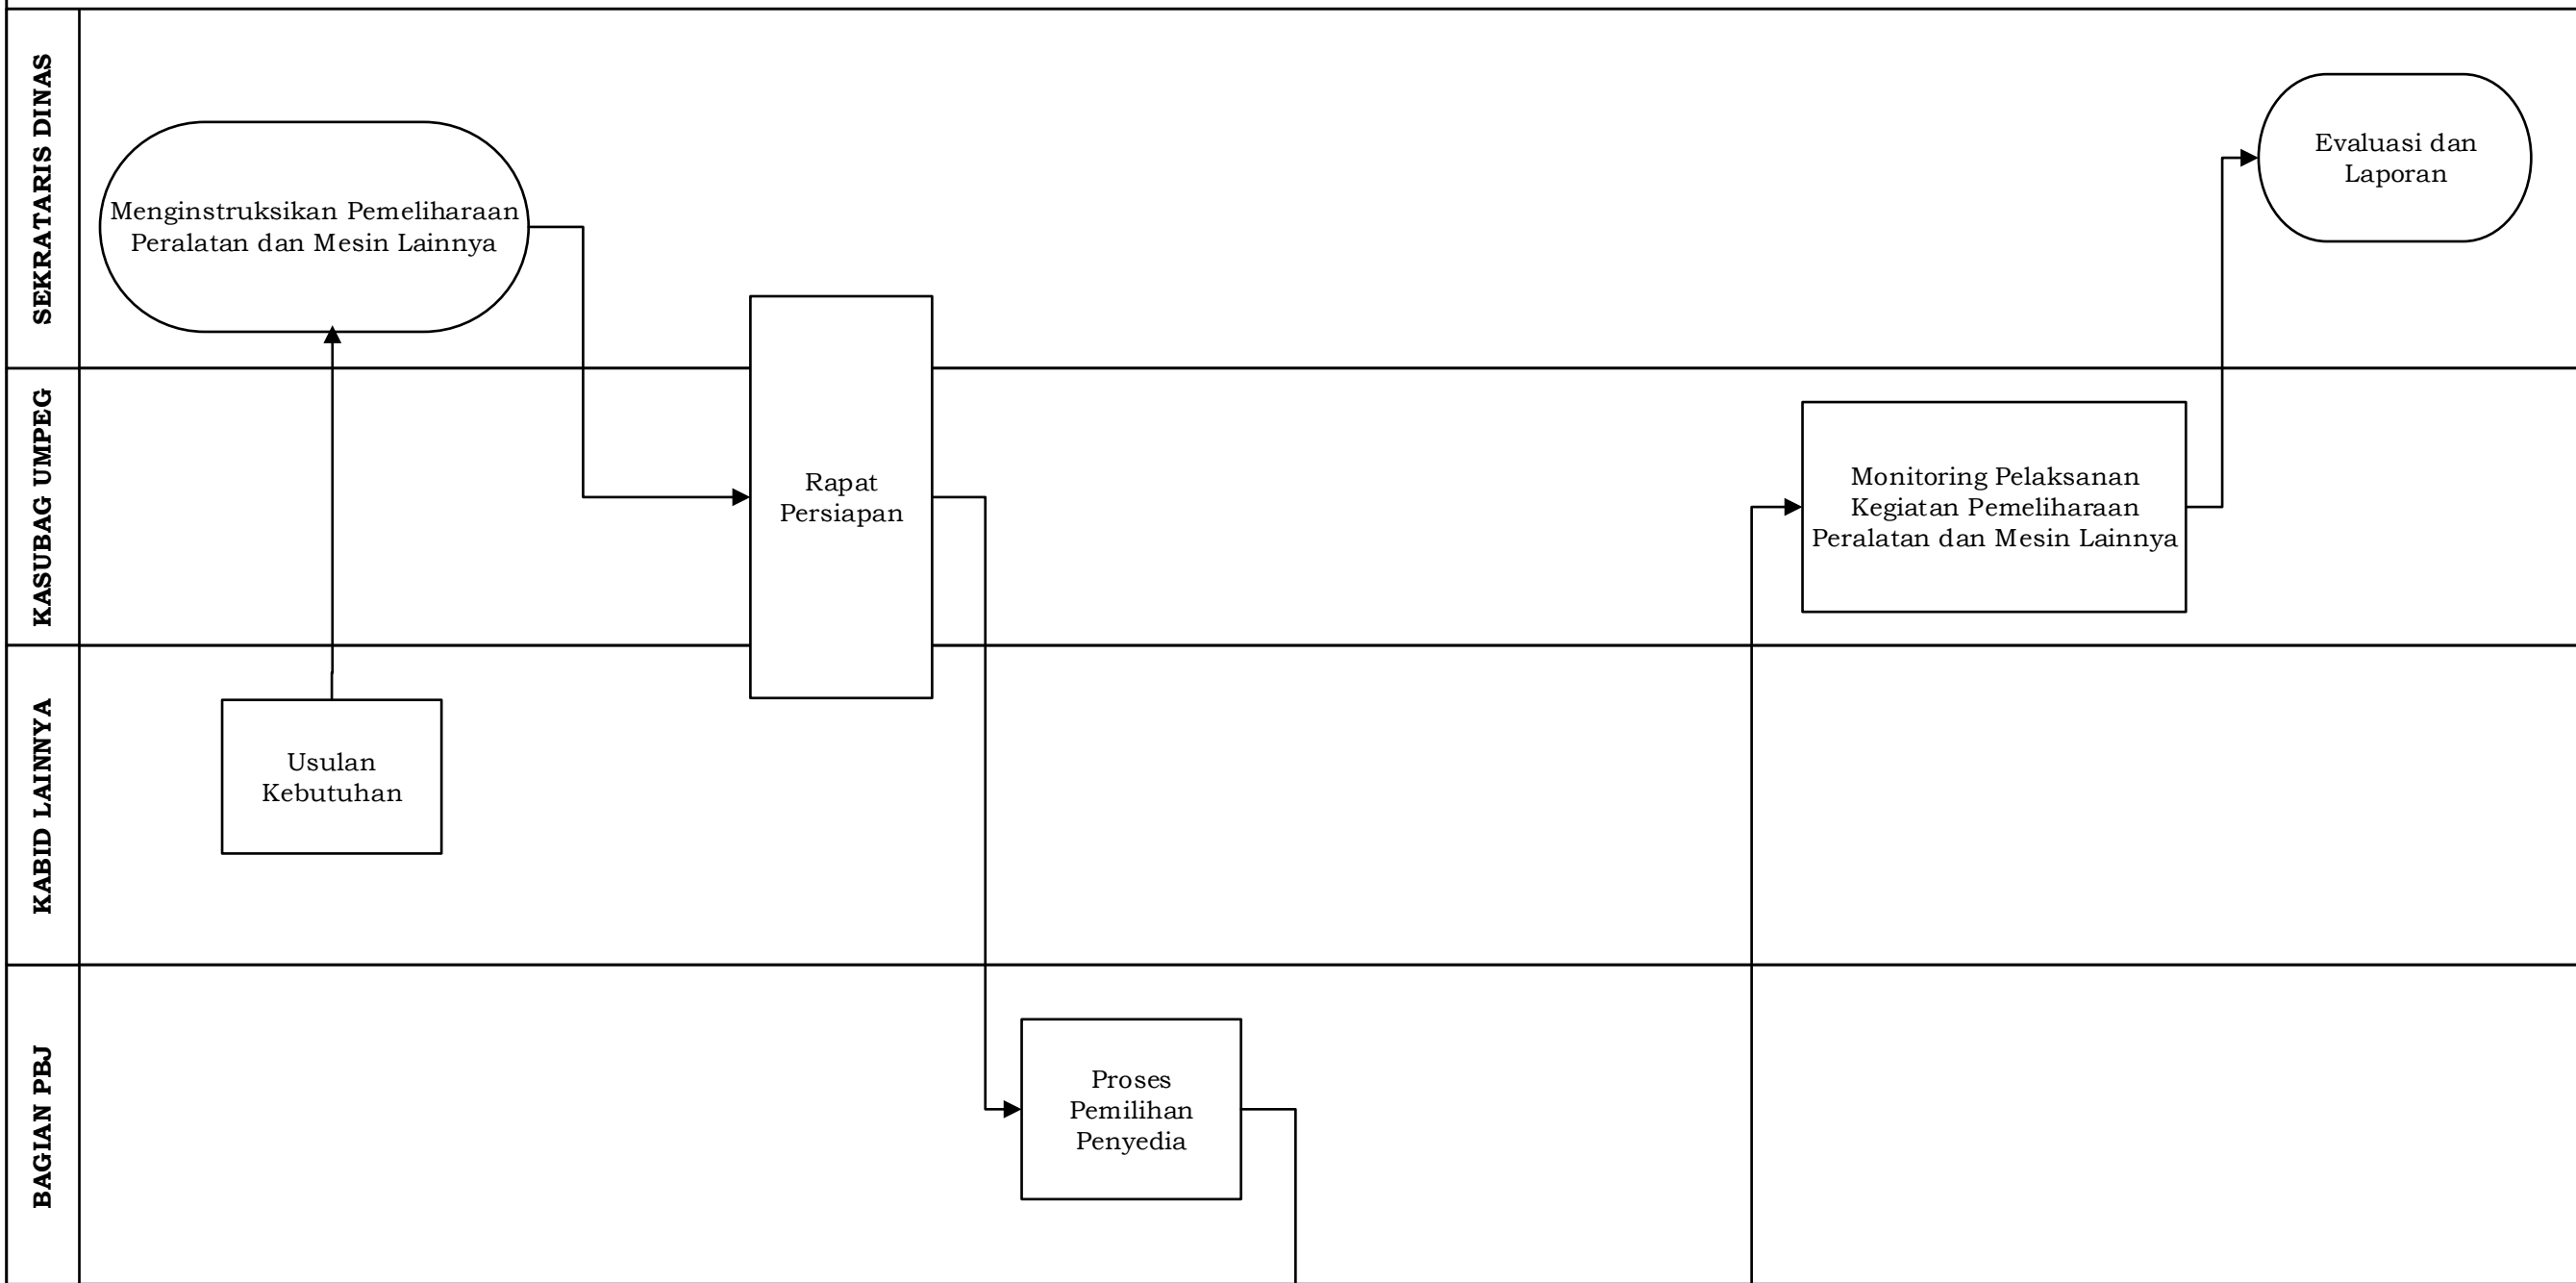 SEKRATARIS DINAS
Menginstruksikan Pemeliharaan
Peralatan dan Mesin Lainnya
Evaluasi dan
Laporan
KASUBAG UMPEG
Rapat
Persiapan
Monitoring Pelaksanan
Kegiatan Pemeliharaan
Peralatan dan Mesin Lainnya
KABID LAINNYA
Usulan
Kebutuhan
BAGIAN PBJ
Proses
Pemilihan
Penyedia